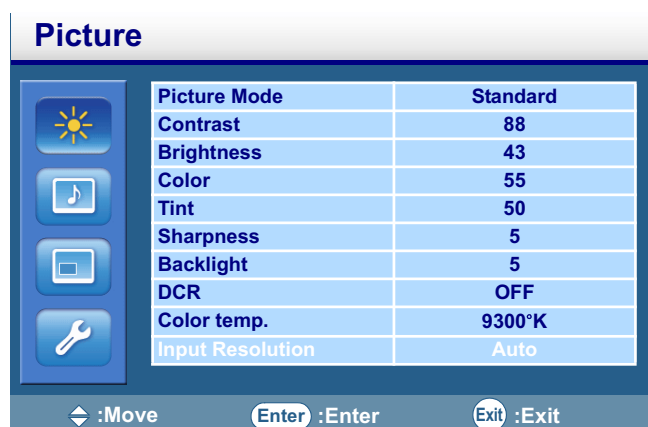 Picture
Picture Mode Standard
Contrast 88
Brightness 43
Color 55
Tint 50
Sharpness 5
Backlight 5
DCR OFF
Color temp. 9300°K
Input Resolution Auto
:Move Enter :Enter Exit :Exit